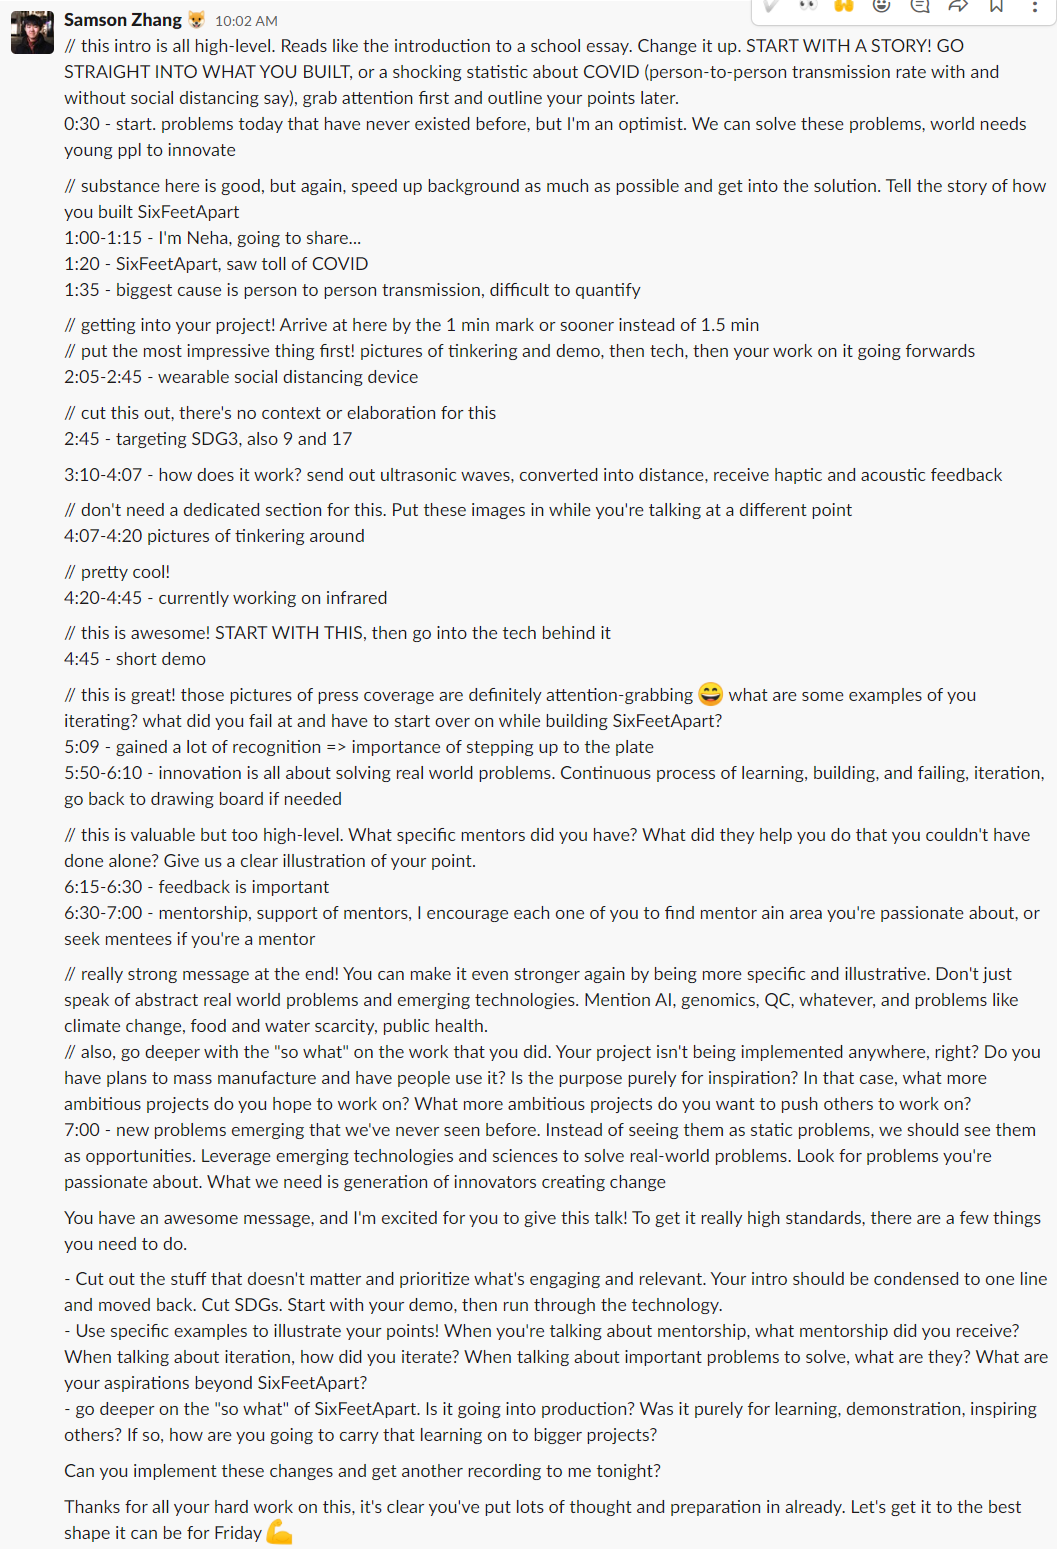 Samson Zhang 10:02 AM
// this intro is all high-level. Reads like the introduction to a school essay. Change it up. START WITH A STORY! GO
STRAIGHT INTO WHAT YOU BUILT, or a shocking statistic about COVID (person-to-person transmission rate with and
without social distancing say), grab attention first and outline your points later.
0:30 - start. problems today that have never existed before, but I'm an optimist. We can solve these problems, world needs
young ppl to innovate
// substance here is good, but again, speed up background as much as possible and get into the solution. Tell the story of how
you built SixFeetApart
1:00-1:15 - I'm Neha, going to share...
1:20 - SixFeetApart, saw toll of COVID
1:35 - biggest cause is person to person transmission, difficult to quantify
// getting into your project! Arrive at here by the 1 min mark or sooner instead of 1.5 min
// put the most impressive thing first! pictures of tinkering and demo, then tech, then your work on it going forwards
2:05-2:45 - wearable social distancing device
// cut this out, there's no context or elaboration for this
2:45 - targeting SDG3, also 9 and 17
3:10-4:07 - how does it work? send out ultrasonic waves, converted into distance, receive haptic and acoustic feedback
// don't need a dedicated section for this. Put these images in while you're talking at a different point
4:07-4:20 pictures of tinkering around
// pretty cool!
4:20-4:45 - currently working on infrared
// this is awesome! START WITH THIS, then go into the tech behind it
4:45 - short demo
// this is great! those pictures of press coverage are definitely attention-grabbing 😄 what are some examples of you
iterating? what did you fail at and have to start over on while building SixFeetApart?
5:09 - gained a lot of recognition => importance of stepping up to the plate
5:50-6:10 - innovation is all about solving real world problems. Continuous process of learning, building, and failing, iteration,
go back to drawing board if needed
// this is valuable but too high-level. What specific mentors did you have? What did they help you do that you couldn't have
done alone? Give us a clear illustration of your point.
6:15-6:30 - feedback is important
6:30-7:00 - mentorship, support of mentors, I encourage each one of you to find mentor ain area you're passionate about, or
seek mentees if you're a mentor
// really strong message at the end! You can make it even stronger again by being more specific and illustrative. Don't just
speak of abstract real world problems and emerging technologies. Mention AI, genomics, QC, whatever, and problems like
climate change, food and water scarcity, public health.
// also, go deeper with the "so what" on the work that you did. Your project isn't being implemented anywhere, right? Do you
have plans to mass manufacture and have people use it? Is the purpose purely for inspiration? In that case, what more
ambitious projects do you hope to work on? What more ambitious projects do you want to push others to work on?
7:00 - new problems emerging that we've never seen before. Instead of seeing them as static problems, we should see them
as opportunities. Leverage emerging technologies and sciences to solve real-world problems. Look for problems you're
passionate about. What we need is generation of innovators creating change
You have an awesome message, and I'm excited for you to give this talk! To get it really high standards, there are a few things
you need to do.
- Cut out the stuff that doesn't matter and prioritize what's engaging and relevant. Your intro should be condensed to one line
and moved back. Cut SDGs. Start with your demo, then run through the technology.
- Use specific examples to illustrate your points! When you're talking about mentorship, what mentorship did you receive?
When talking about iteration, how did you iterate? When talking about important problems to solve, what are they? What are
your aspirations beyond SixFeetApart?
- go deeper on the "so what" of SixFeetApart. Is it going into production? Was it purely for learning, demonstration, inspiring
others? If so, how are you going to carry that learning on to bigger projects?
Can you implement these changes and get another recording to me tonight?
Thanks for all your hard work on this, it's clear you've put lots of thought and preparation in already. Let's get it to the best
shape it can be for Friday 💪